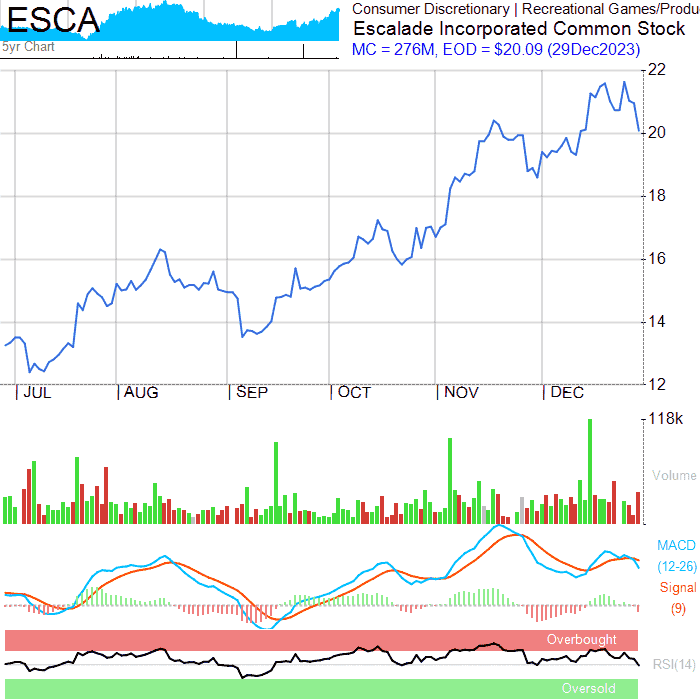 ESCA
5yr Chart
Consumer Discretionary | Recreational Games/Produ
Escalade Incorporated Common Stock
MC = 276M, EOD = $20.09 (29Dec2023)
22
20
18
16
14
12
| JUL | AUG | SEP | OCT | NOV | DEC
118k
Volume
MACD
(12-26)
Signal
(9)
Overbought
RSI(14)
Oversold